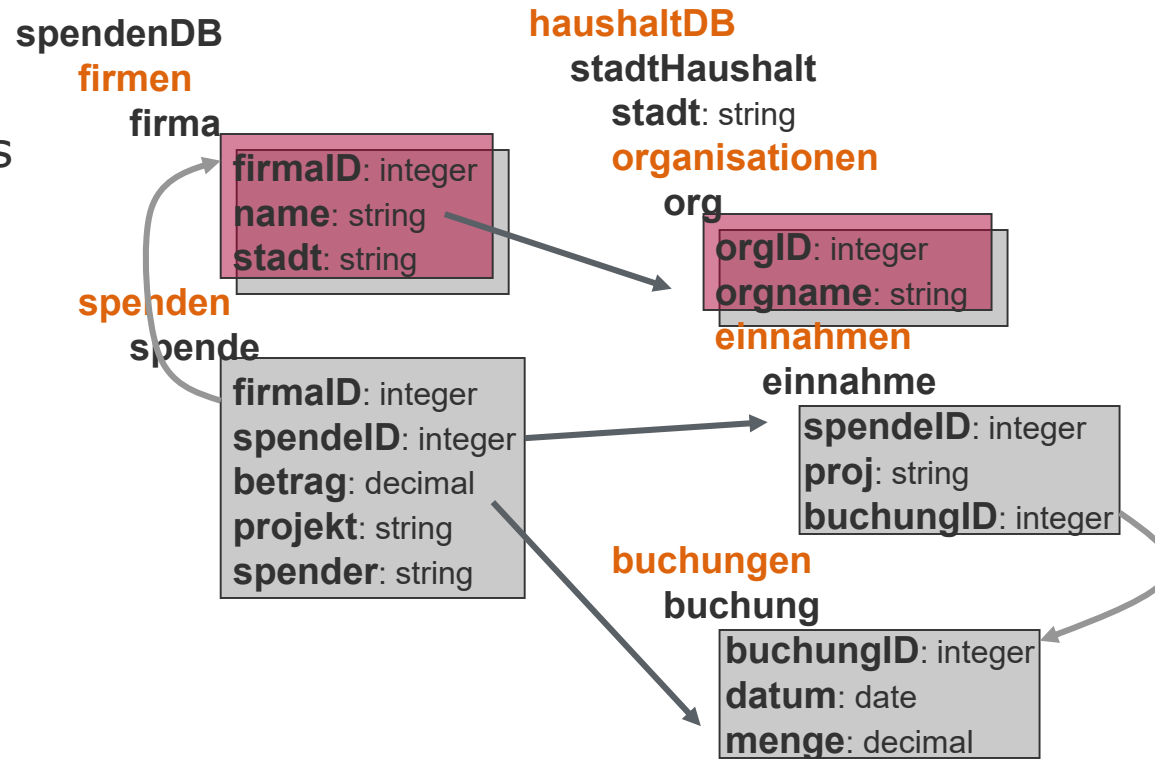 spendenDB
firmen
firma
s
firmaID: integer
name: string
stadt: string
spenden
spende
firmaID: integer
spendeID: integer
betrag: decimal
projekt: string
spender: string
haushaltDB
stadtHaushalt
stadt: string
organisationen
org
orgID: integer
orgname: string
einnahmen
einnahme
spendeID: integer
proj: string
buchungID: integer
buchungen
buchung
buchungID: integer
datum: date
menge: decimal